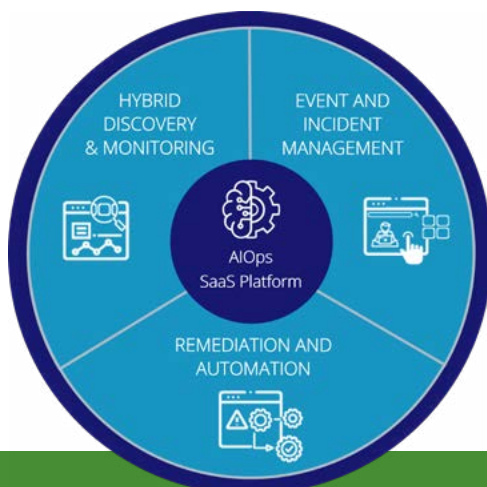 HYBRID
DISCOVERY
& MONITORING
EVENT AND
INCIDENT
MANAGEMENT
AIOps
SaaS Platform
REMEDIATION AND
AUTOMATION